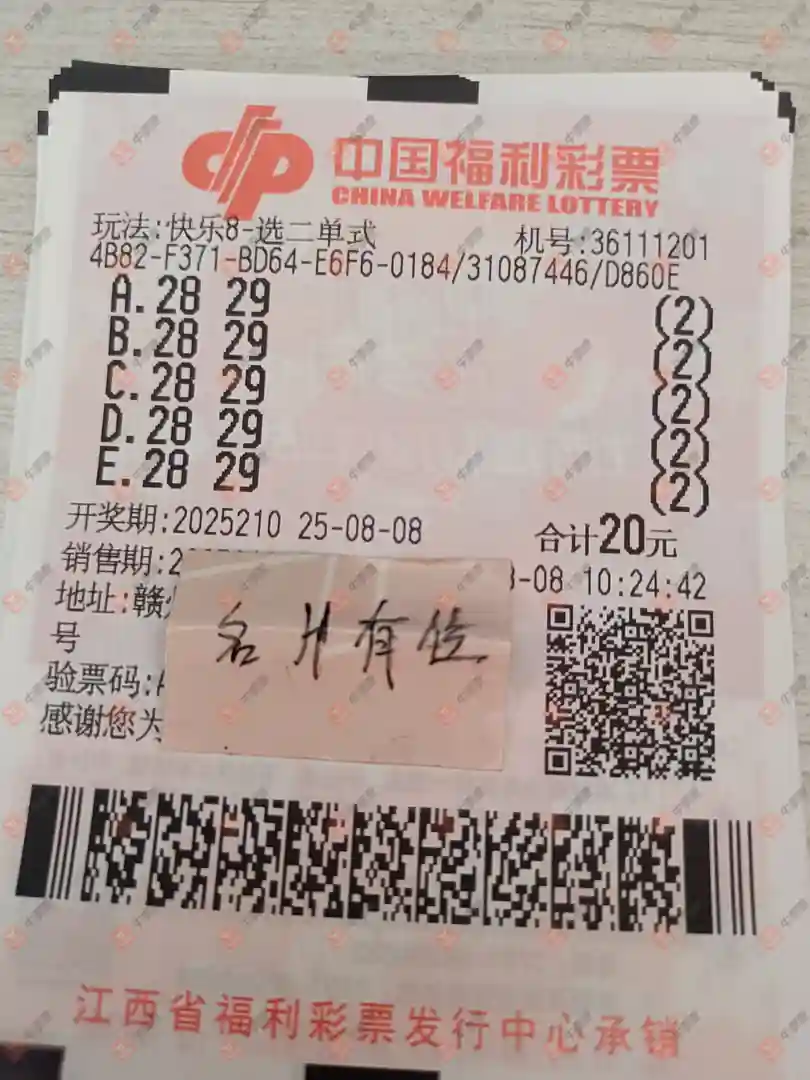 中国福利彩票
CHINA WELFARE LOTTERY
玩法:快乐8-选二单式 机号:36111201
4B82-F371-BD64-E6F6-0184/31087446/D860E
A.28 29 (2)
B.28 29 (2)
C.28 29 (2)
D.28 29 (2)
E.28 29 (2)
开奖期:2025210 25-08-08 合计20元
销售期:2 -08 10:24:42
地址:赣
号
名片有售
验票码:
感谢您为
江西省福利彩票发行中心承销